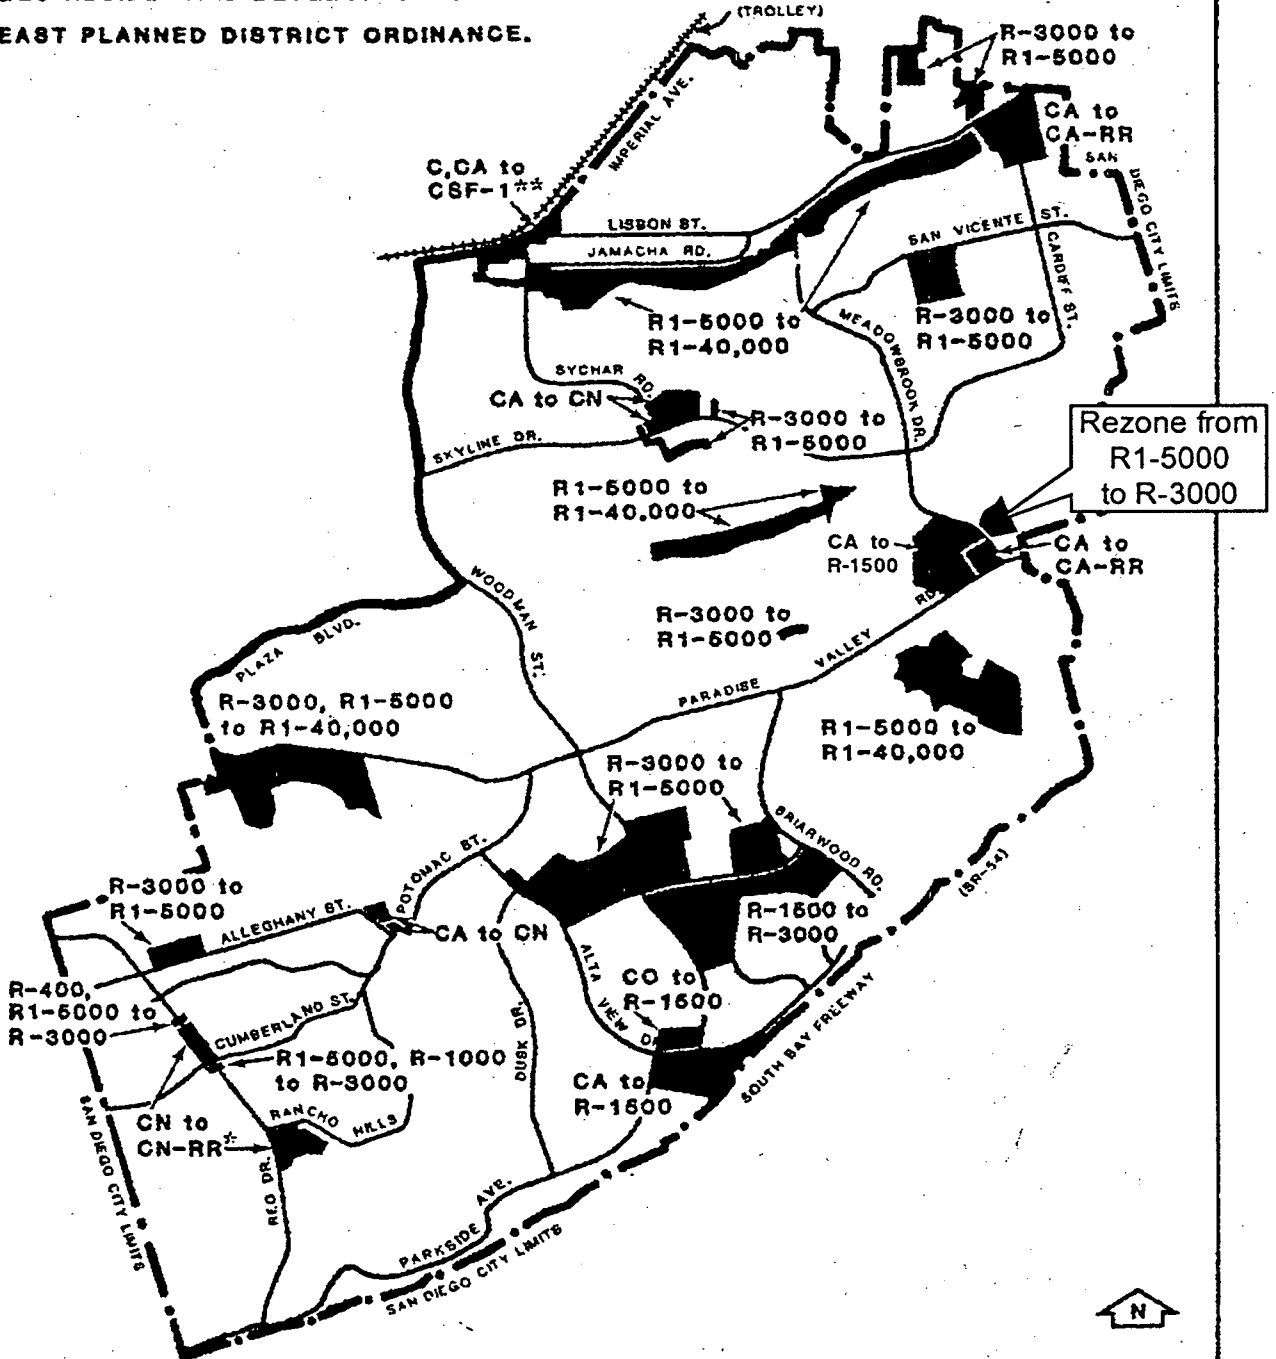 EAST PLANNED DISTRICT ORDINANCE.
(TROLLEY)
R-3000 to
R1-5000
IMPERIAL AVE.
CA to
CA-RR
C,CA to
CSF-1**
SAN DIEGO CITY LIMITS
LISBON ST.
JAMACHA RD.
SAN VICENTE ST.
CARDIFF ST.
R1-5000 to
R1-40,000
MEADOWBROOK DR.
R-3000 to
R1-5000
SYCHAR RD.
CA to CN
R-3000 to
R1-5000
SKYLINE DR.
Rezone from
R1-5000
to R-3000
R1-5000 to
R1-40,000
CA to
R-1500
CA to
CA-RR
WOODMAN ST.
R-3000 to
R1-5000
PLAZA BLVD.
PARADISE VALLEY RD.
R-3000, R1-5000
to R1-40,000
R1-5000 to
R1-40,000
R-3000 to
R1-5000
BRIARWOOD RD.
POTOMAC ST.
(SR-54)
R-3000 to
R1-5000
ALLEGHANY ST.
CA to CN
R-1500 to
R-3000
ALTA VIEW DR.
CO to
R-1500
R-400,
R1-5000 to
R-3000
CUMBERLAND ST.
SOUTH BAY FREEWAY
R1-5000, R-1000
to R-3000
DUSK DR.
CA to
R-1500
RANCHO HILLS
CN to
CN-RR*
SAN DIEGO CITY LIMITS
REO DR.
PARKSIDE AVE.
SAN DIEGO CITY LIMITS
N